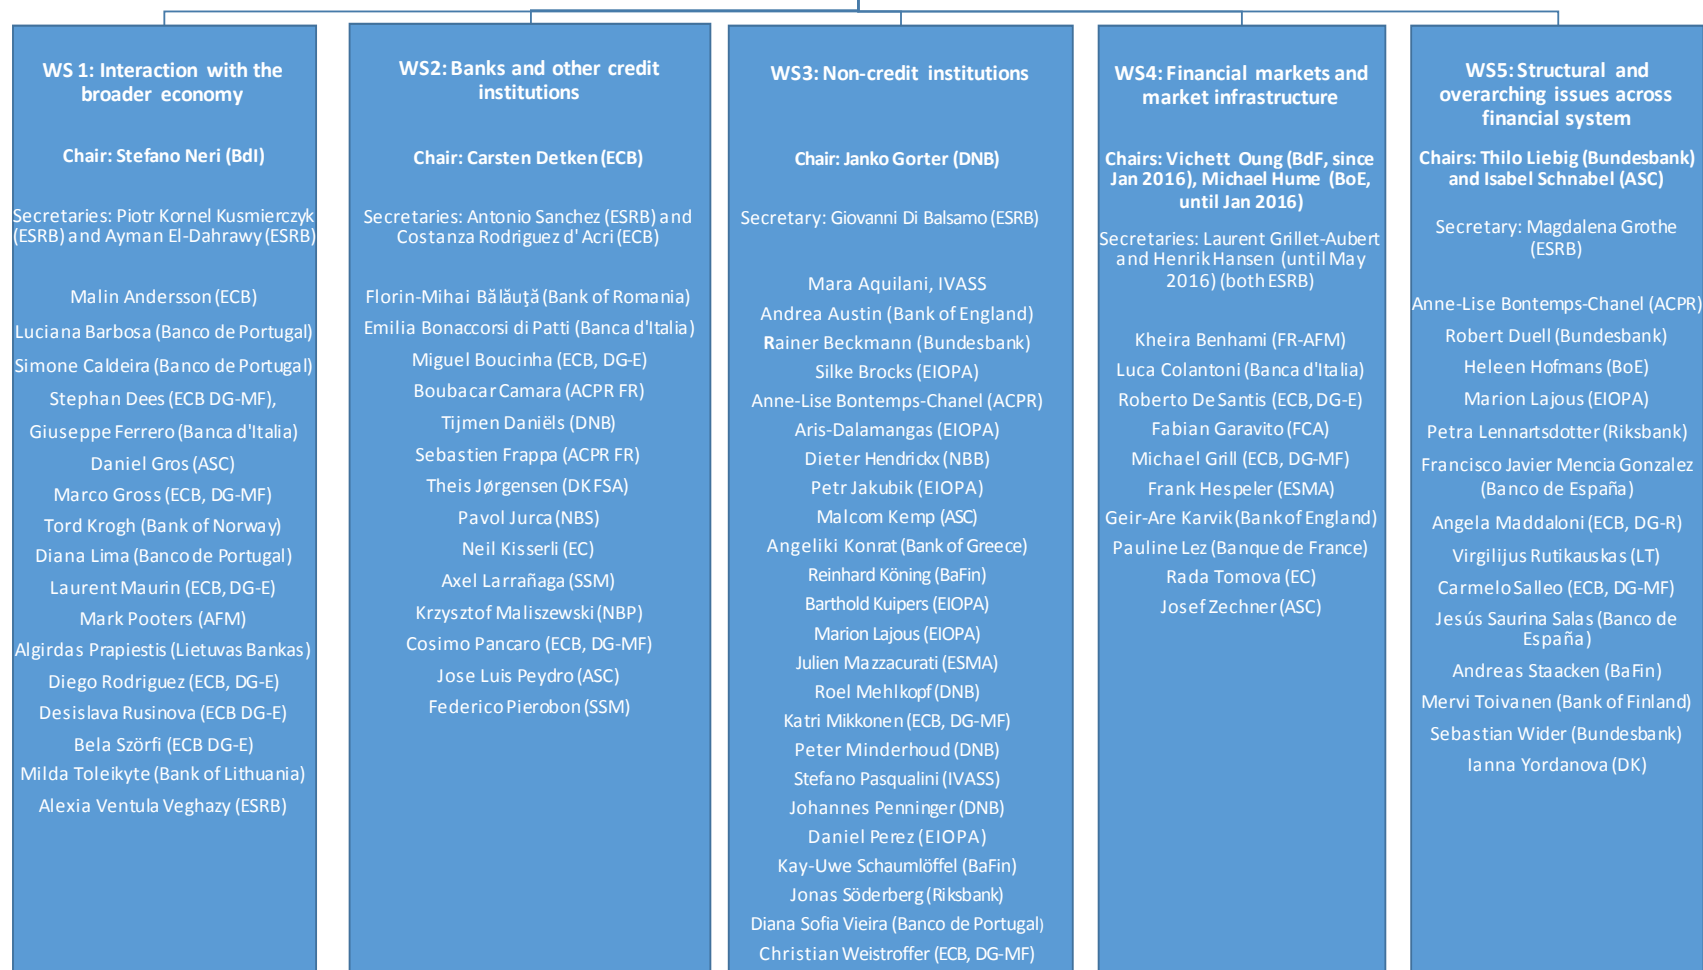 WS 1: Interaction with the
broader economy
Chair: Stefano Neri (BdI)
Secretaries: Piotr Kornel Kusmierczyk
(ESRB) and Ayman El-Dahrawy (ESRB)
Malin Andersson (ECB)
Luciana Barbosa (Banco de Portugal)
Simone Caldeira (Banco de Portugal)
Stephan Dees (ECB DG-MF),
Giuseppe Ferrero (Banca d'Italia)
Daniel Gros (ASC)
Marco Gross (ECB, DG-MF)
Tord Krogh (Bank of Norway)
Diana Lima (Banco de Portugal)
Laurent Maurin (ECB, DG-E)
Mark Pooters (AFM)
Algirdas Prapiestis (Lietuvas Bankas)
Diego Rodriguez (ECB, DG-E)
Desislava Rusinova (ECB DG-E)
Bela Szörfi (ECB DG-E)
Milda Toleikyte (Bank of Lithuania)
Alexia Ventula Veghazy (ESRB)
WS2: Banks and other credit
institutions
Chair: Carsten Detken (ECB)
Secretaries: Antonio Sanchez (ESRB) and
Costanza Rodriguez d' Acri (ECB)
Florin-Mihai Bălăuţă (Bank of Romania)
Emilia Bonaccorsi di Patti (Banca d'Italia)
Miguel Boucinha (ECB, DG-E)
Boubacar Camara (ACPR FR)
Tijmen Daniëls (DNB)
Sebastien Frappa (ACPR FR)
Theis Jørgensen (DK FSA)
Pavol Jurca (NBS)
Neil Kisserli (EC)
Axel Larrañaga (SSM)
Krzysztof Maliszewski (NBP)
Cosimo Pancaro (ECB, DG-MF)
Jose Luis Peydro (ASC)
Federico Pierobon (SSM)
WS3: Non-credit institutions
Chair: Janko Gorter (DNB)
Secretary: Giovanni Di Balsamo (ESRB)
Mara Aquilani, IVASS
Andrea Austin (Bank of England)
Rainer Beckmann (Bundesbank)
Silke Brocks (EIOPA)
Anne-Lise Bontemps-Chanel (ACPR)
Aris-Dalamangas (EIOPA)
Dieter Hendrickx (NBB)
Petr Jakubik (EIOPA)
Malcom Kemp (ASC)
Angeliki Konrat (Bank of Greece)
Reinhard Köning (BaFin)
Barthold Kuipers (EIOPA)
Marion Lajous (EIOPA)
Julien Mazzacurati (ESMA)
Roel Mehlkopf (DNB)
Katri Mikkonen (ECB, DG-MF)
Peter Minderhoud (DNB)
Stefano Pasqualini (IVASS)
Johannes Penninger (DNB)
Daniel Perez (EIOPA)
Kay-Uwe Schaumlöffel (BaFin)
Jonas Söderberg (Riksbank)
Diana Sofia Vieira (Banco de Portugal)
Christian Weistroffer (ECB, DG-MF)
WS4: Financial markets and
market infrastructure
Chairs: Vichett Oung (BdF, since
Jan 2016), Michael Hume (BoE,
until Jan 2016)
Secretaries: Laurent Grillet-Aubert
and Henrik Hansen (until May
2016) (both ESRB)
Kheira Benhami (FR-AFM)
Luca Colantoni (Banca d'Italia)
Roberto De Santis (ECB, DG-E)
Fabian Garavito (FCA)
Michael Grill (ECB, DG-MF)
Frank Hespeler (ESMA)
Geir-Are Karvik (Bank of England)
Pauline Lez (Banque de France)
Rada Tomova (EC)
Josef Zechner (ASC)
WS5: Structural and
overarching issues across
financial system
Chairs: Thilo Liebig (Bundesbank)
and Isabel Schnabel (ASC)
Secretary: Magdalena Grothe
(ESRB)
Anne-Lise Bontemps-Chanel (ACPR)
Robert Duell (Bundesbank)
Heleen Hofmans (BoE)
Marion Lajous (EIOPA)
Petra Lennartsdotter (Riksbank)
Francisco Javier Mencia Gonzalez
(Banco de España)
Angela Maddaloni (ECB, DG-R)
Virgilijus Rutikauskas (LT)
Carmelo Salleo (ECB, DG-MF)
Jesús Saurina Salas (Banco de
España)
Andreas Staacken (BaFin)
Mervi Toivanen (Bank of Finland)
Sebastian Wider (Bundesbank)
Ianna Yordanova (DK)